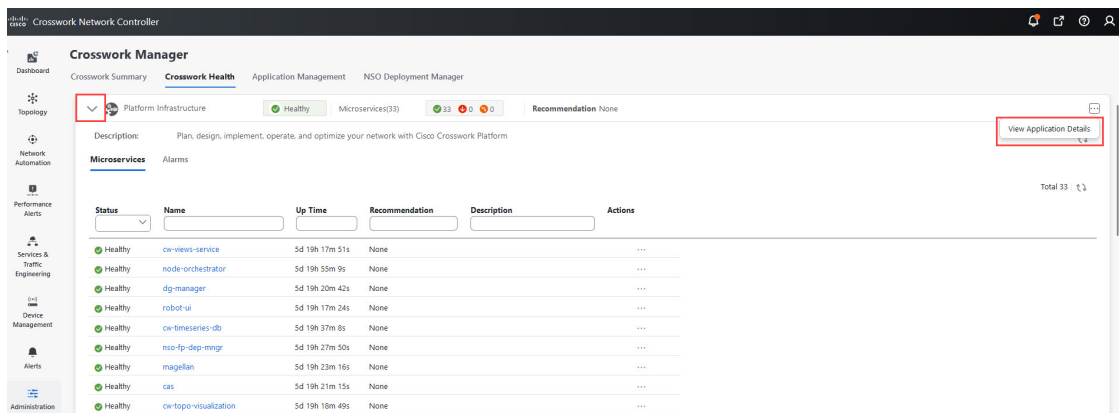 cisco Crosswork Network Controller
Crosswork Manager
Crosswork Summary Crosswork Health Application Management NSO Deployment Manager
Dashboard
Topology
Network
Automation
Performance
Alerts
Services &
Traffic
Engineering
Device
Management
Alerts
Administration
Platform Infrastructure Healthy Microservices(33) 33 0 0 Recommendation None
View Application Details
Description: Plan, design, implement, operate, and optimize your network with Cisco Crosswork Platform
Microservices Alarms
Total 33
Status Name Up Time Recommendation Description Actions
Healthy cw-views-service 5d 19h 17m 51s None ...
Healthy node-orchestrator 5d 19h 55m 9s None ...
Healthy dg-manager 5d 19h 20m 42s None ...
Healthy robot-ui 5d 19h 17m 24s None ...
Healthy cw-timeseries-db 5d 19h 37m 8s None ...
Healthy nso-fp-dep-mngr 5d 19h 27m 50s None ...
Healthy magellan 5d 19h 23m 16s None ...
Healthy cas 5d 19h 21m 15s None ...
Healthy cw-topo-visualization 5d 19h 18m 49s None ...